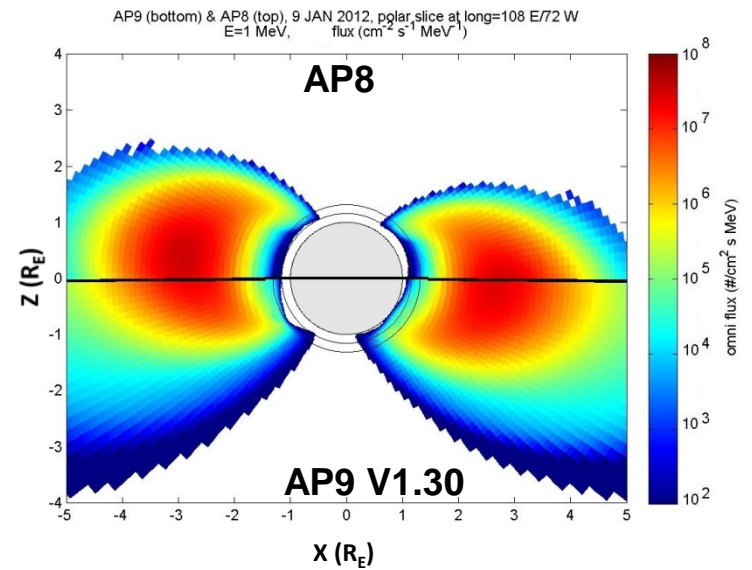 AP9 (bottom) & AP8 (top), 9 JAN 2012, polar slice at long=108 E/72 W
E=1 MeV, flux (cm⁻² s⁻¹ MeV⁻¹)
AP8
4
3
2
1
0
-1
-2
-3
-4
Z (R_E)
AP9 V1.30
-5 -4 -3 -2 -1 0 1 2 3 4 5
X (R_E)
10⁸
10⁷
10⁶
10⁵
10⁴
10³
10²
omni flux (#/cm² s MeV)